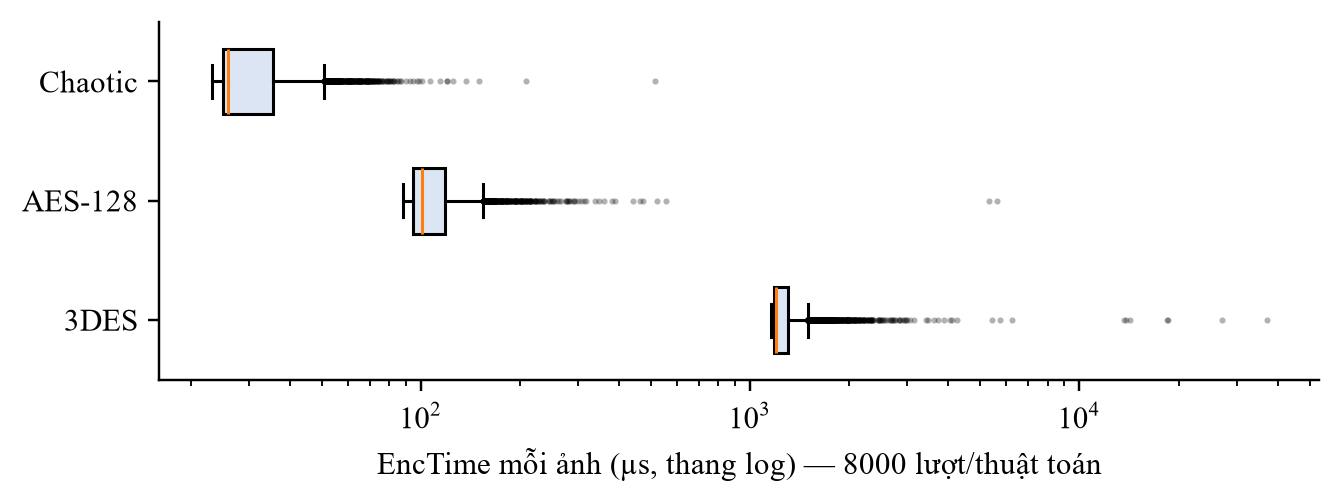 Chaotic
AES-128
3DES
10²
10³
10⁴
EncTime mỗi ảnh (µs, thang log) — 8000 lượt/thuật toán